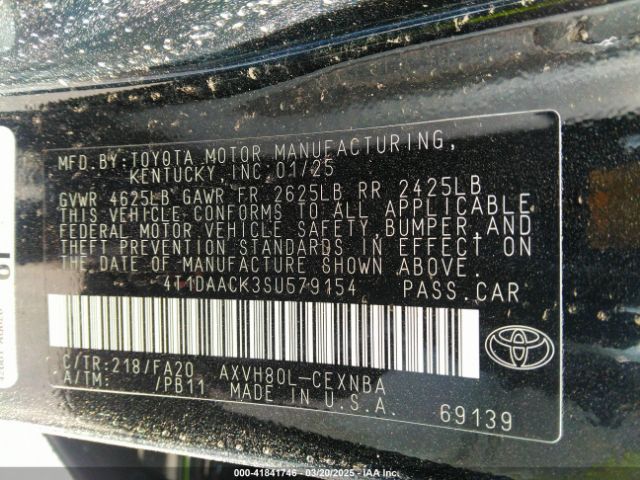 MFD.BY:TOYOTA MOTOR MANUFACTURING,
KENTUCKY, INC. 01/25
GVWR 4625LB GAWR FR 2625LB RR 2425LB
THIS VEHICLE CONFORMS TO ALL APPLICABLE
FEDERAL MOTOR VEHICLE SAFETY,BUMPER,AND
THEFT PREVENTION STANDARDS IN EFFECT ON
THE DATE OF MANUFACTURE SHOWN ABOVE.
4T1DAACK3SU579154 PASS.CAR
C/TR:218/FA20 AXVH80L-CEXNBA
A/TM: /PB11 MADE IN U.S.A.
69139
000-41841746 | 03/20/2025 - IAA Inc.